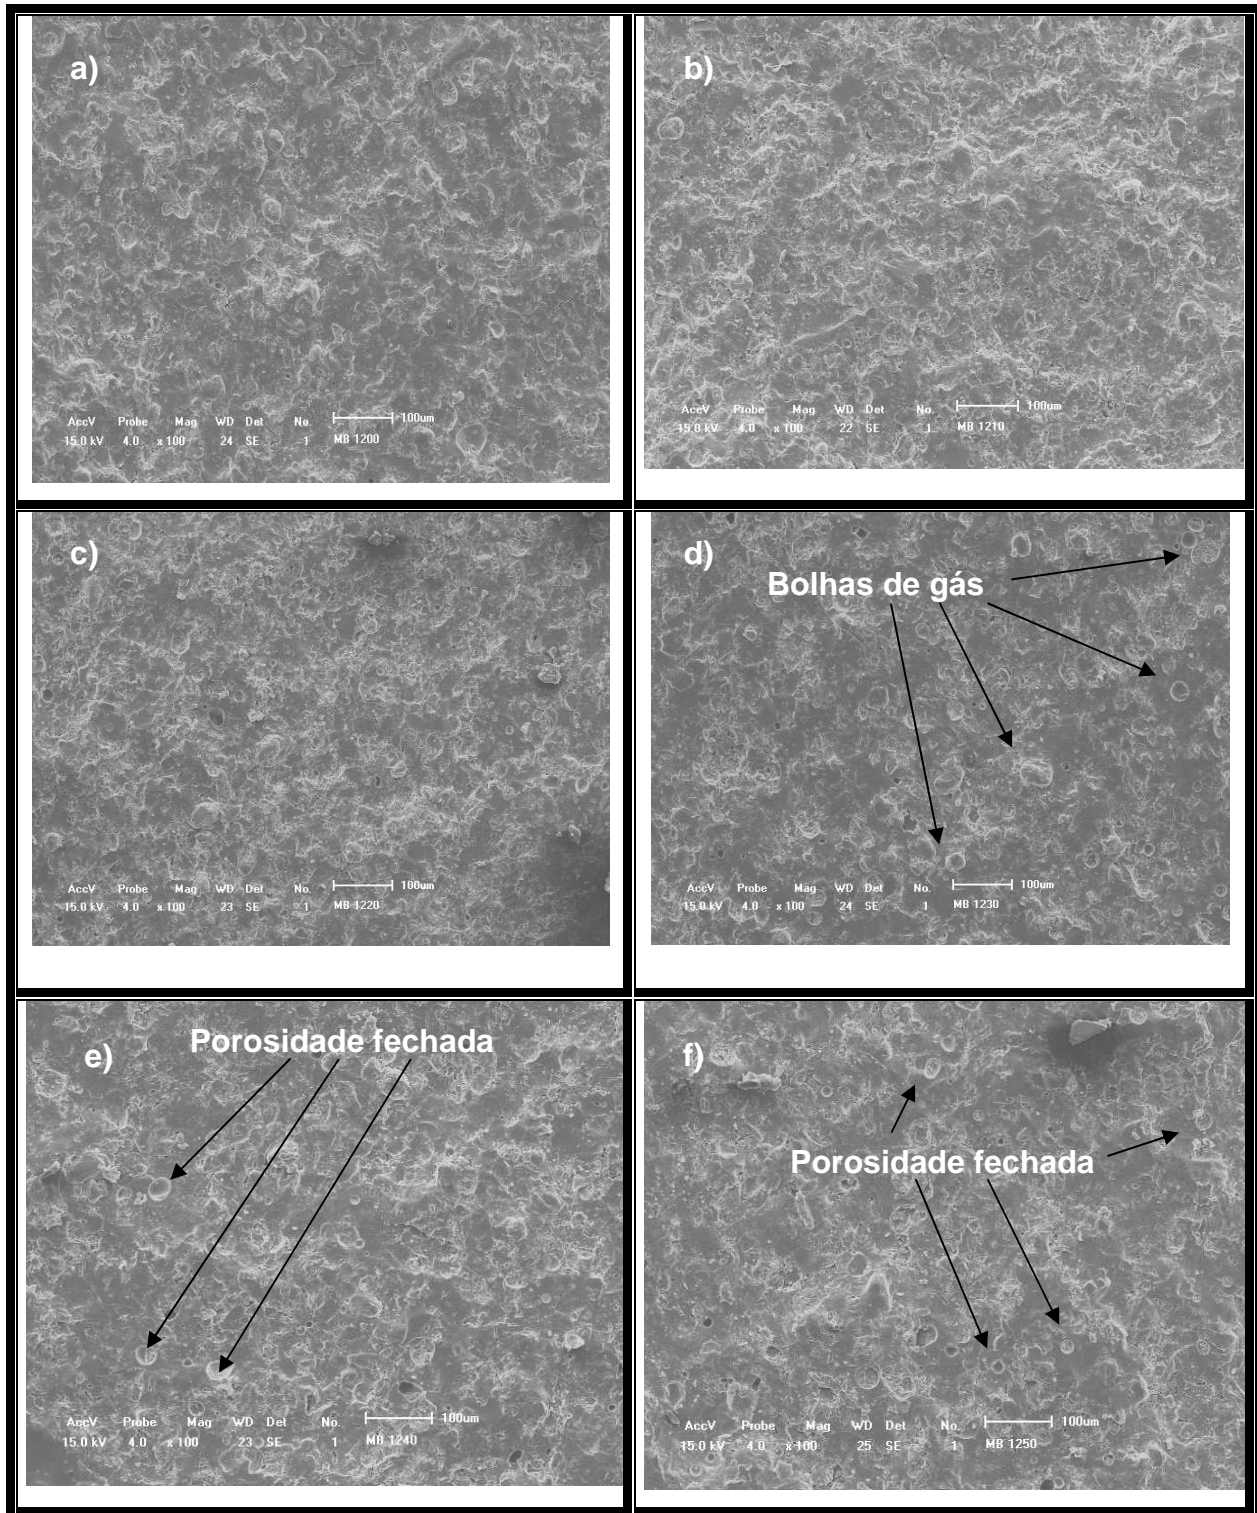 a)
AccV Probe Mag WD Det No. 100um
15.0 kV 4.0 x 100 24 SE 1 MB 1200
b)
AccV Probe Mag WD Det No. 100um
15.0 kV 4.0 x 100 22 SE 1 MB 1210
c)
AccV Probe Mag WD Det No. 100um
15.0 kV 4.0 x 100 23 SE 1 MB 1220
d)
Bolhas de gás
AccV Probe Mag WD Det No. 100um
15.0 kV 4.0 x 100 24 SE 1 MB 1230
e)
Porosidade fechada
AccV Probe Mag WD Det No. 100um
15.0 kV 4.0 x 100 23 SE 1 MB 1240
f)
Porosidade fechada
AccV Probe Mag WD Det No. 100um
15.0 kV 4.0 x 100 25 SE 1 MB 1250